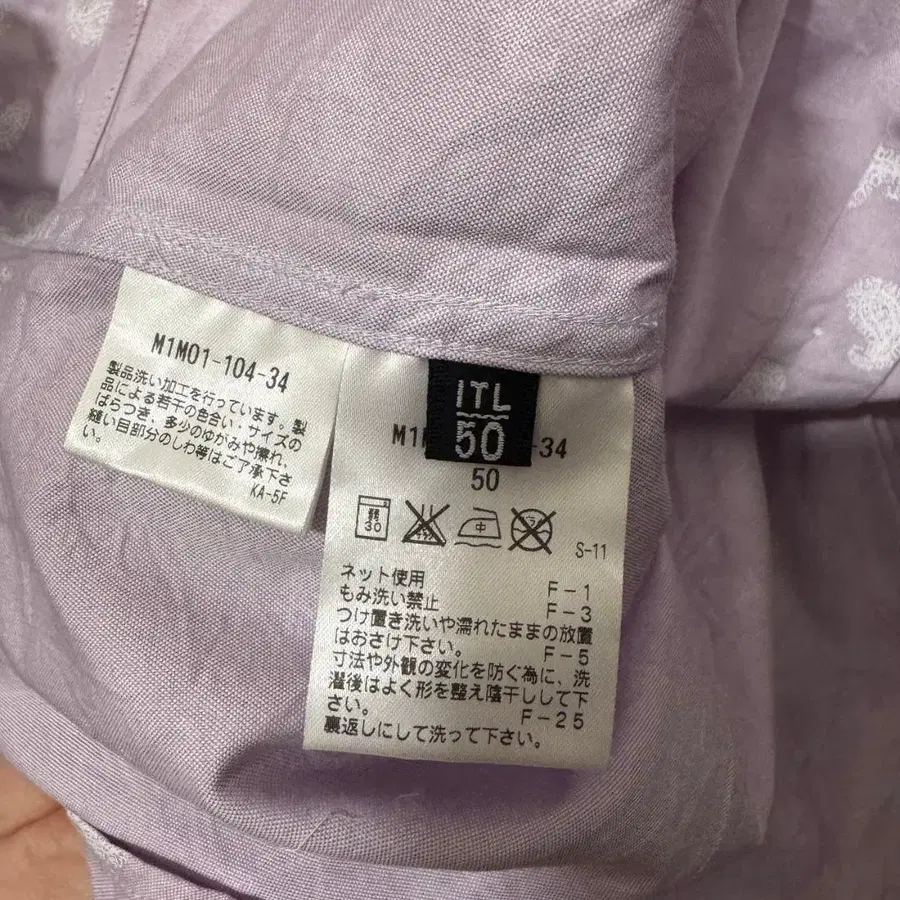 M1M01-104-34
製品洗い加工を行っています。製
品による若干の色合い・サイズの
ばらつき、多少のゆがみや擦れ、
縫い目部分のしわ等はご了承下さ
い。
KA-5F
ITL
50
M1
-34
50
弱
30
中
S-11
ネット使用
F-1
もみ洗い禁止
F-3
つけ置き洗いや濡れたままの放置
はおさけ下さい。
F-5
寸法や外観の変化を防ぐ為に、洗
濯後はよく形を整え陰干しして下
さい。
F-25
裏返しにして洗って下さい。